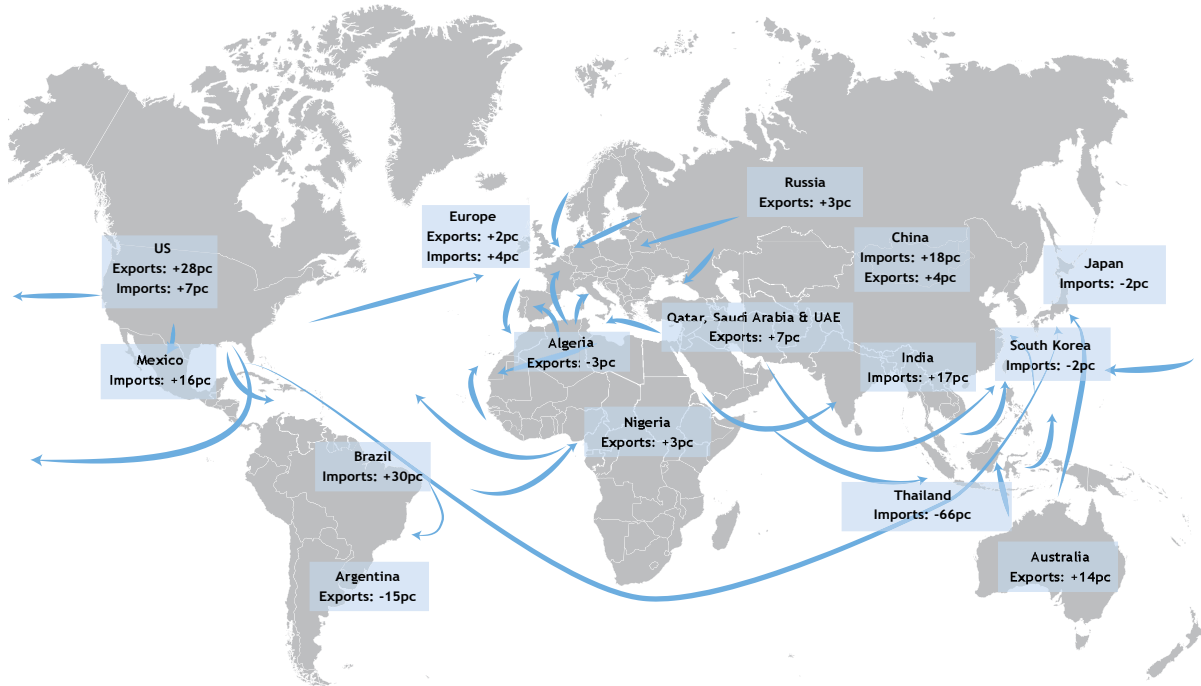 Russia
Exports: +3pc
Europe
Exports: +2pc
Imports: +4pc
US
Exports: +28pc
Imports: +7pc
China
Imports: +18pc
Exports: +4pc
Japan
Imports: -2pc
Qatar, Saudi Arabia & UAE
Exports: +7pc
Algeria
Exports: -3pc
South Korea
Imports: -2pc
Mexico
Imports: +16pc
India
Imports: +17pc
Nigeria
Exports: +3pc
Brazil
Imports: +30pc
Thailand
Imports: -66pc
Australia
Exports: +14pc
Argentina
Exports: -15pc